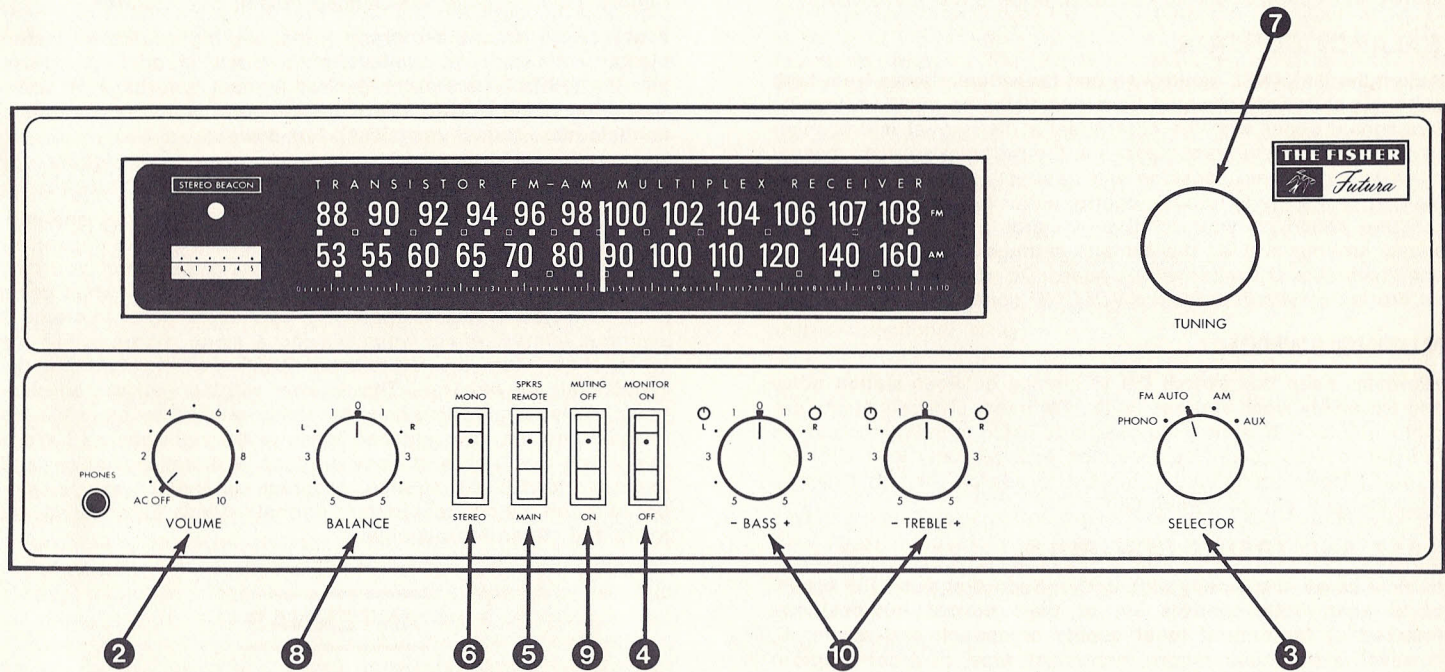 7
THE FISHER
Futura
STEREO BEACON
TRANSISTOR FM–AM MULTIPLEX RECEIVER
88 90 92 94 96 98 100 102 104 106 107 108 FM
53 55 60 65 70 80 90 100 110 120 140 160 AM
0 1 2 3 4 5
TUNING
PHONES
2 4 6 8 10
AC OFF
VOLUME
L 5 3 1 0 1 3 5 R
BALANCE
MONO
STEREO
SPKRS
REMOTE
MAIN
MUTING
OFF
ON
MONITOR
ON
OFF
L 5 3 1 0 1 3 5 R
– BASS +
L 5 3 1 0 1 3 5 R
– TREBLE +
PHONO FM AUTO AM AUX
SELECTOR
2 8 6 5 9 4 10 3